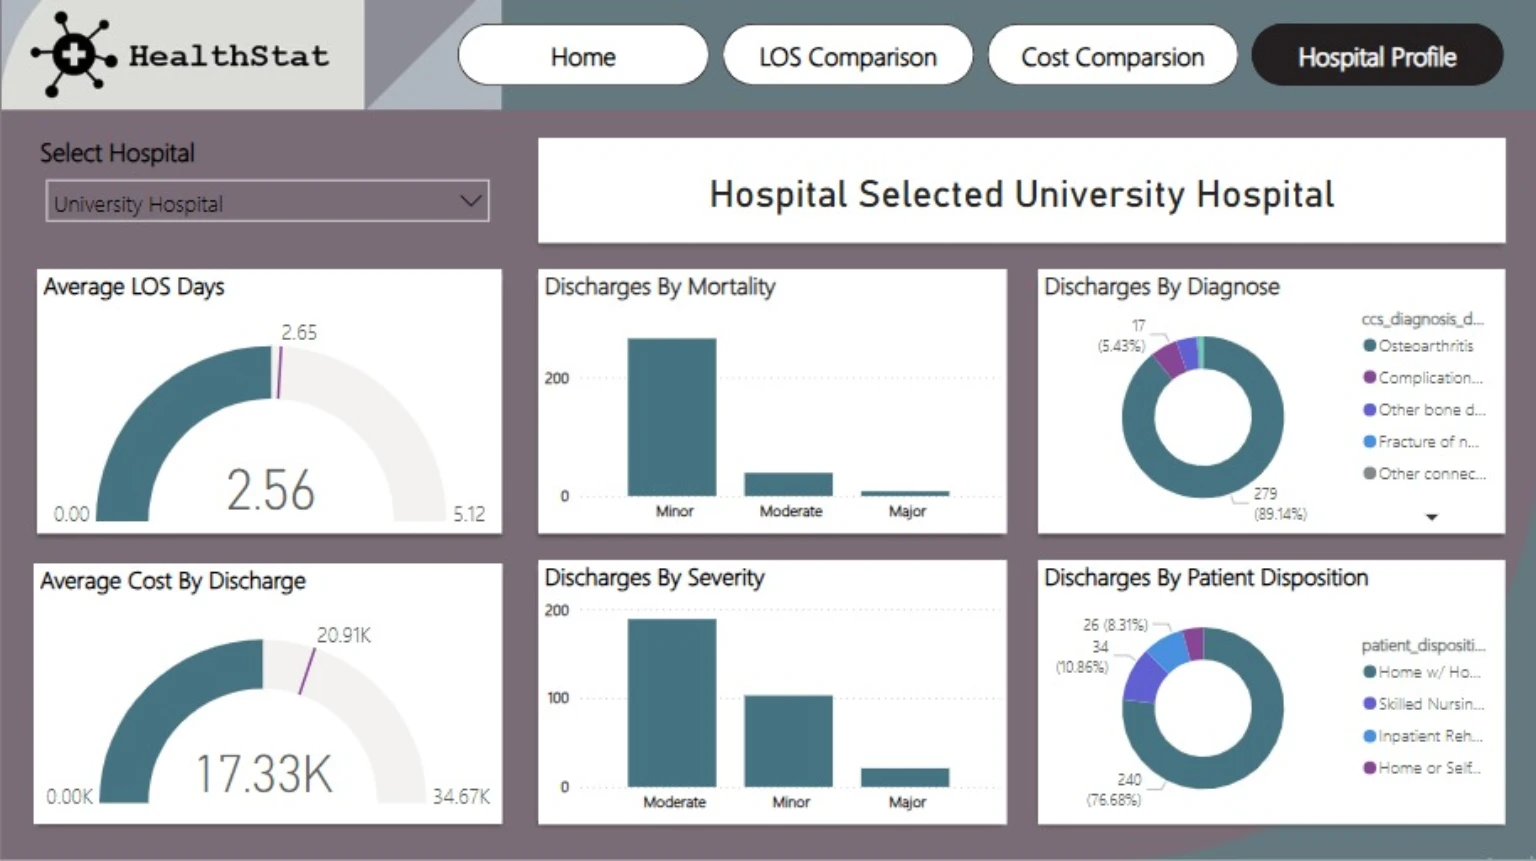 HealthStat
Home
LOS Comparison
Cost Comparsion
Hospital Profile
Select Hospital
University Hospital
Hospital Selected University Hospital
Average LOS Days
2.65
2.56
0.00
5.12
Discharges By Mortality
200
0
Minor
Moderate
Major
Discharges By Diagnose
17
(5.43%)
279
(89.14%)
ccs_diagnosis_d...
Osteoarthritis
Complication...
Other bone d...
Fracture of n...
Other connec...
Average Cost By Discharge
20.91K
17.33K
0.00K
34.67K
Discharges By Severity
200
100
0
Moderate
Minor
Major
Discharges By Patient Disposition
26 (8.31%)
34
(10.86%)
240
(76.68%)
patient_dispositi...
Home w/ Ho...
Skilled Nursin...
Inpatient Reh...
Home or Self...